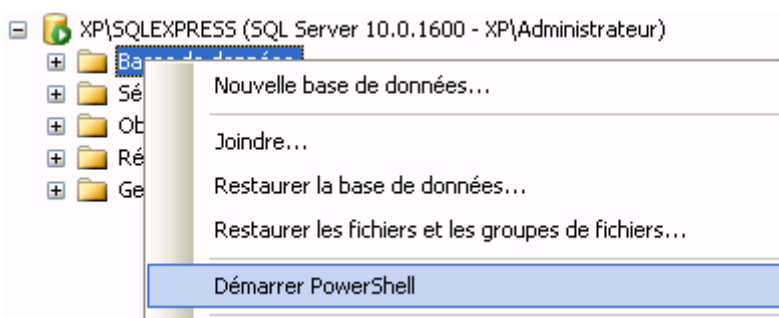 XP\SQLEXPRESS (SQL Server 10.0.1600 - XP\Administrateur)
Nouvelle base de données...
Joindre...
Restaurer la base de données...
Restaurer les fichiers et les groupes de fichiers...
Démarrer PowerShell